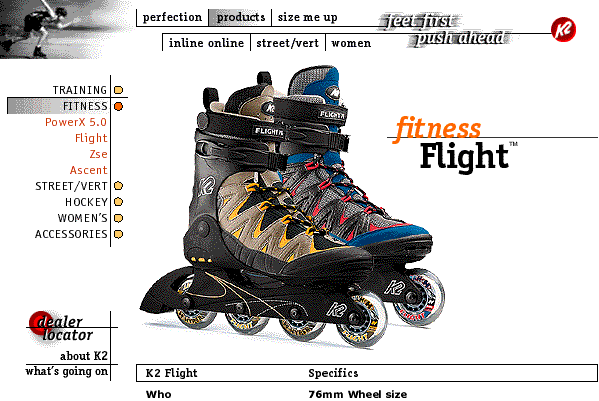 perfection products size me up
feet first
push ahead
K2
inline online street/vert women
TRAINING
FITNESS
PowerX 5.0
Flight
Zse
Ascent
STREET/VERT
HOCKEY
WOMEN'S
ACCESSORIES
fitness
Flight™
FLIGHT
FLIGHT
K2
K2
K2
K2
dealer
locator
about K2
what's going on
K2 Flight Specifics
Who 76mm Wheel size